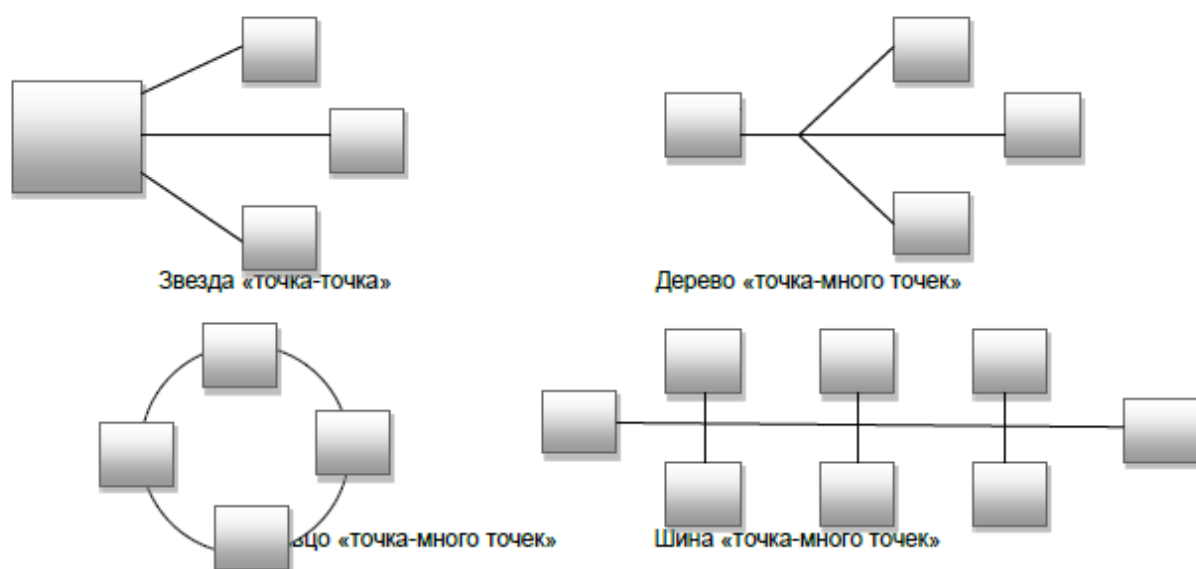 Звезда «точка-точка»
Дерево «точка-много точек»
«точка-много точек»
Шина «точка-много точек»